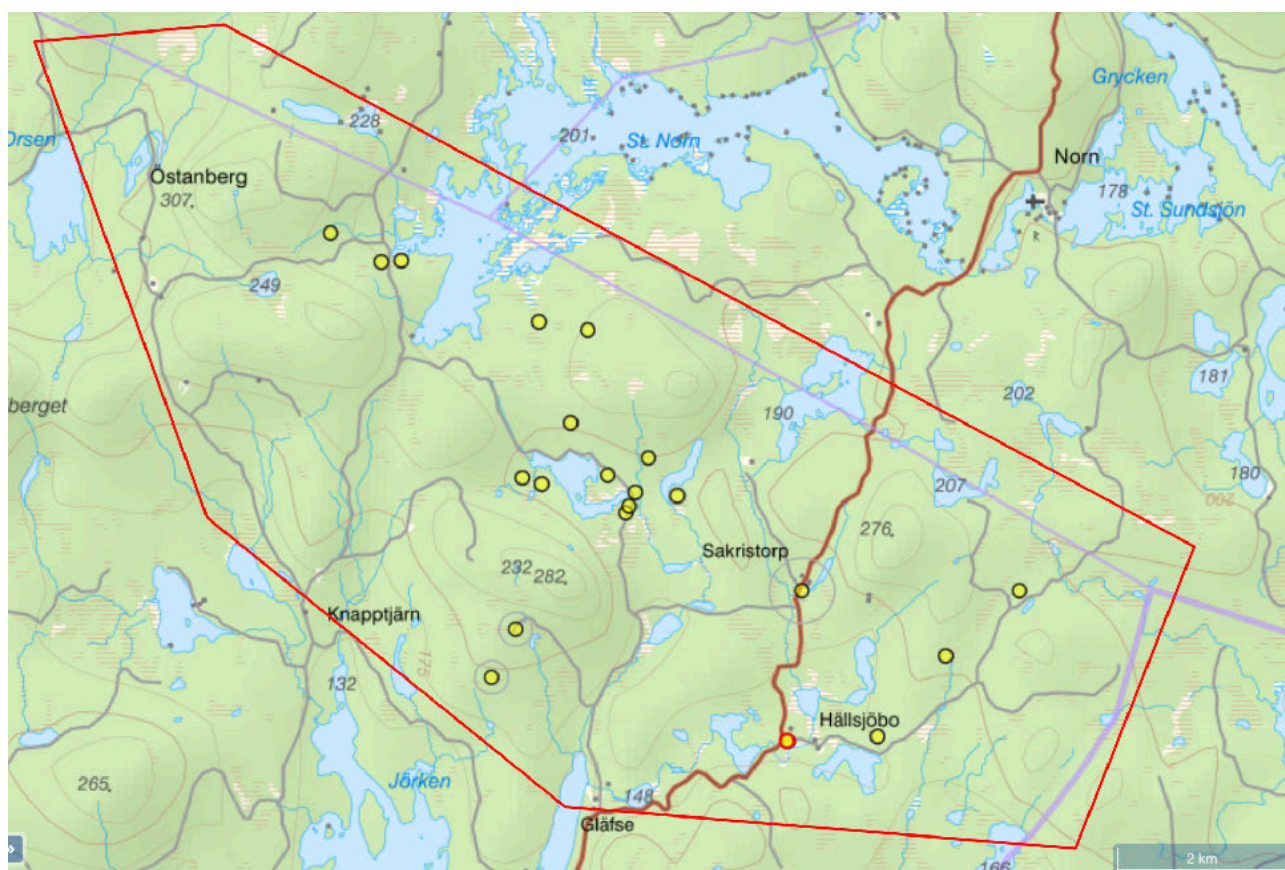 Grycken
Orsen
228
201
St. Norn
Norn
178
Östanberg
307.
St. Sundsjön
249
181
202
berget
190
180
207
200
276.
Sakristorp
232
282.
Knapptjärn
175
132
Hällsjöbo
265.
Jörken
148
Gläfse
166
2 km
»